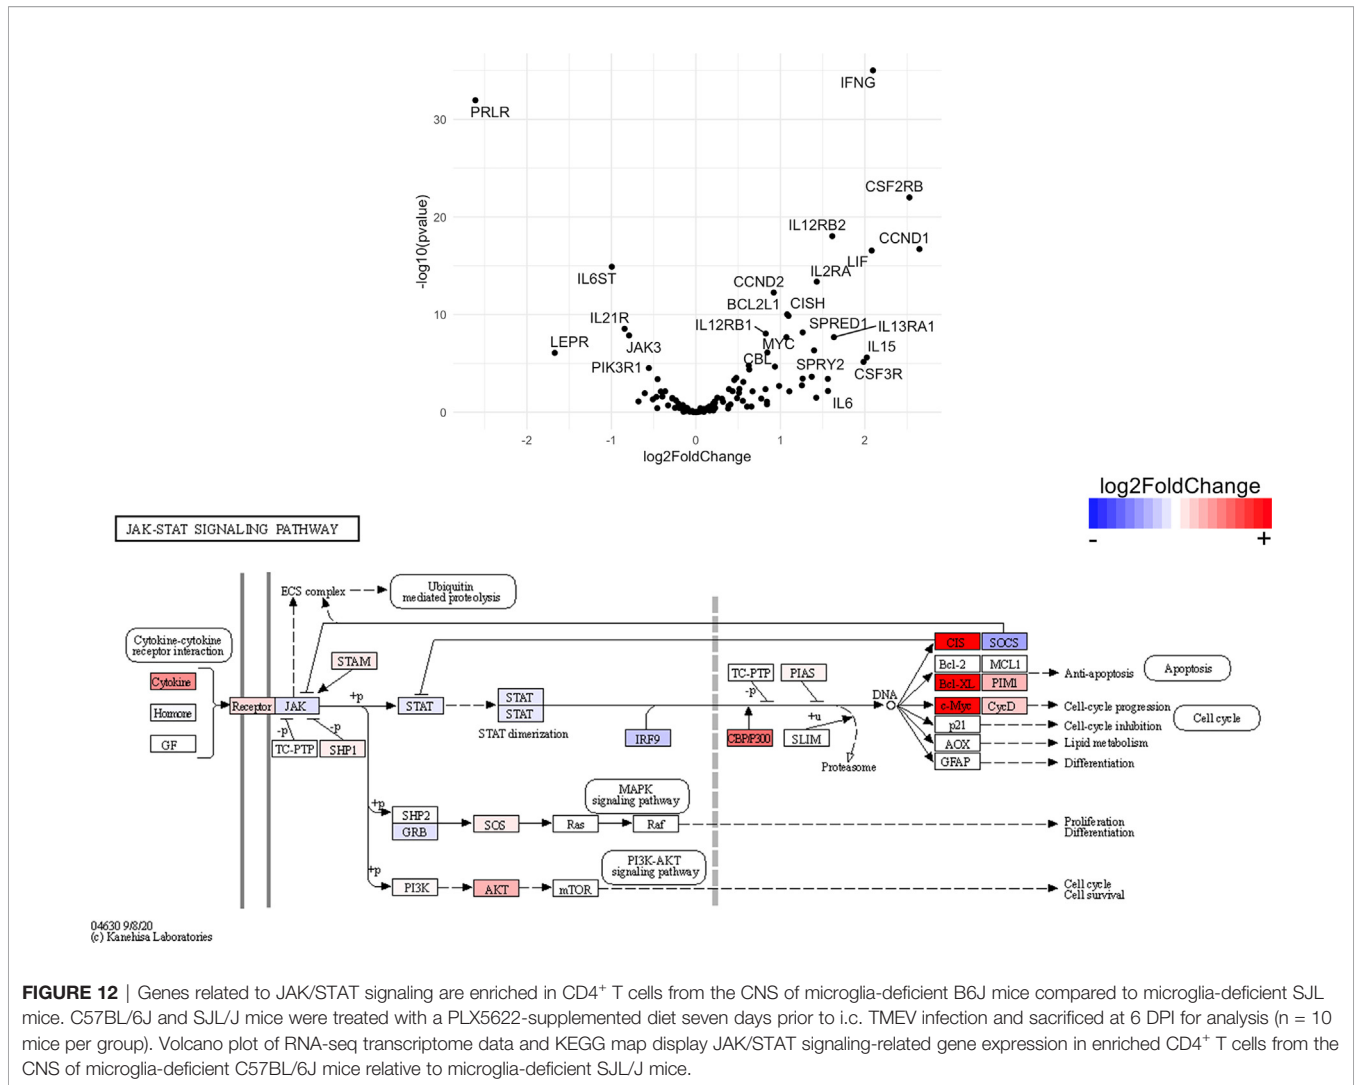 IFNG
PRLR
30
CSF2RB
20
IL12RB2
CCND1
LIF
IL2RA
IL6ST
CCND2
BCL2L1
CISH
10
IL21R
IL12RB1
SPRED1
IL13RA1
LEPR
JAK3
MYC
IL15
PIK3R1
CBL
SPRY2
CSF3R
IL6
0
-log10(pvalue)
-2 -1 0 1 2
log2FoldChange
log2FoldChange
- +
JAK-STAT SIGNALING PATHWAY
ECS complex
Ubiquitin
mediated proteolysis
Cytokine-cytokine
receptor interaction
Cytokine
Hormone
GF
Receptor
JAK
STAM
+p
-p
-p
TC-PTP
SHP1
STAT
STAT
STAT
STAT dimerization
IRF9
TC-PTP
PIAS
-p
+u
CBP/P300
SLIM
Proteasome
DNA
CIS
SOCS
Bcl-2
MCL1
Bcl-XL
PIM1
c-Myc
CycD
p21
AOX
GFAP
Anti-apoptosis
Apoptosis
Cell-cycle progression
Cell-cycle inhibition
Cell cycle
Lipid metabolism
Differentiation
+p
SHP2
GRB
SOS
Ras
Raf
MAPK
signaling pathway
Proliferation
Differentiation
+p
PI3K
AKT
mTOR
PI3K-AKT
signaling pathway
Cell cycle
Cell survival
04630 9/8/20
(c) Kanehisa Laboratories
FIGURE 12 | Genes related to JAK/STAT signaling are enriched in CD4⁺ T cells from the CNS of microglia-deficient B6J mice compared to microglia-deficient SJL
mice. C57BL/6J and SJL/J mice were treated with a PLX5622-supplemented diet seven days prior to i.c. TMEV infection and sacrificed at 6 DPI for analysis (n = 10
mice per group). Volcano plot of RNA-seq transcriptome data and KEGG map display JAK/STAT signaling-related gene expression in enriched CD4⁺ T cells from the
CNS of microglia-deficient C57BL/6J mice relative to microglia-deficient SJL/J mice.